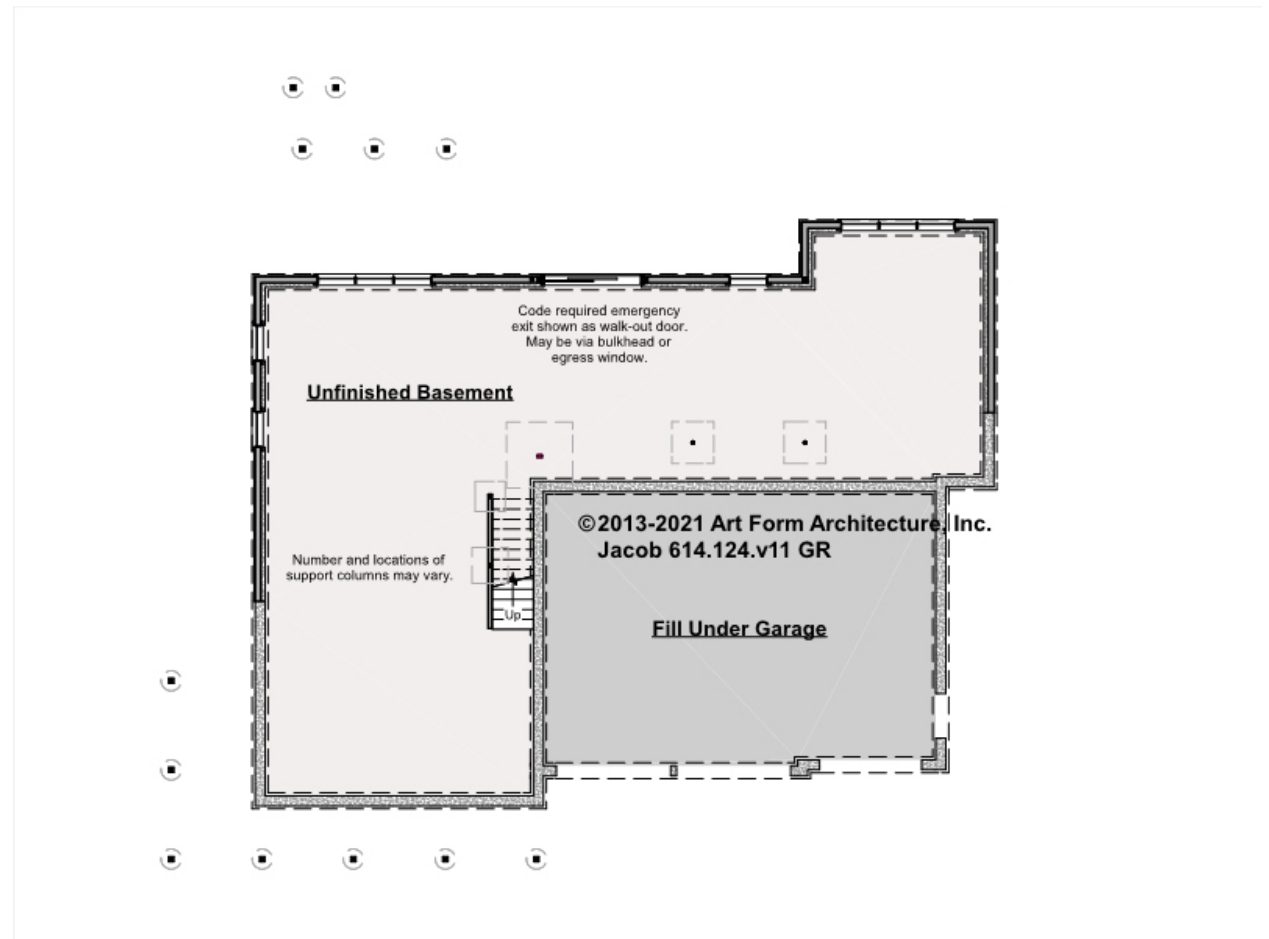 Code required emergency
exit shown as walk-out door.
May be via bulkhead or
egress window.
Unfinished Basement
©2013-2021 Art Form Architecture, Inc.
Jacob 614.124.v11 GR
Number and locations of
support columns may vary.
Up
Fill Under Garage